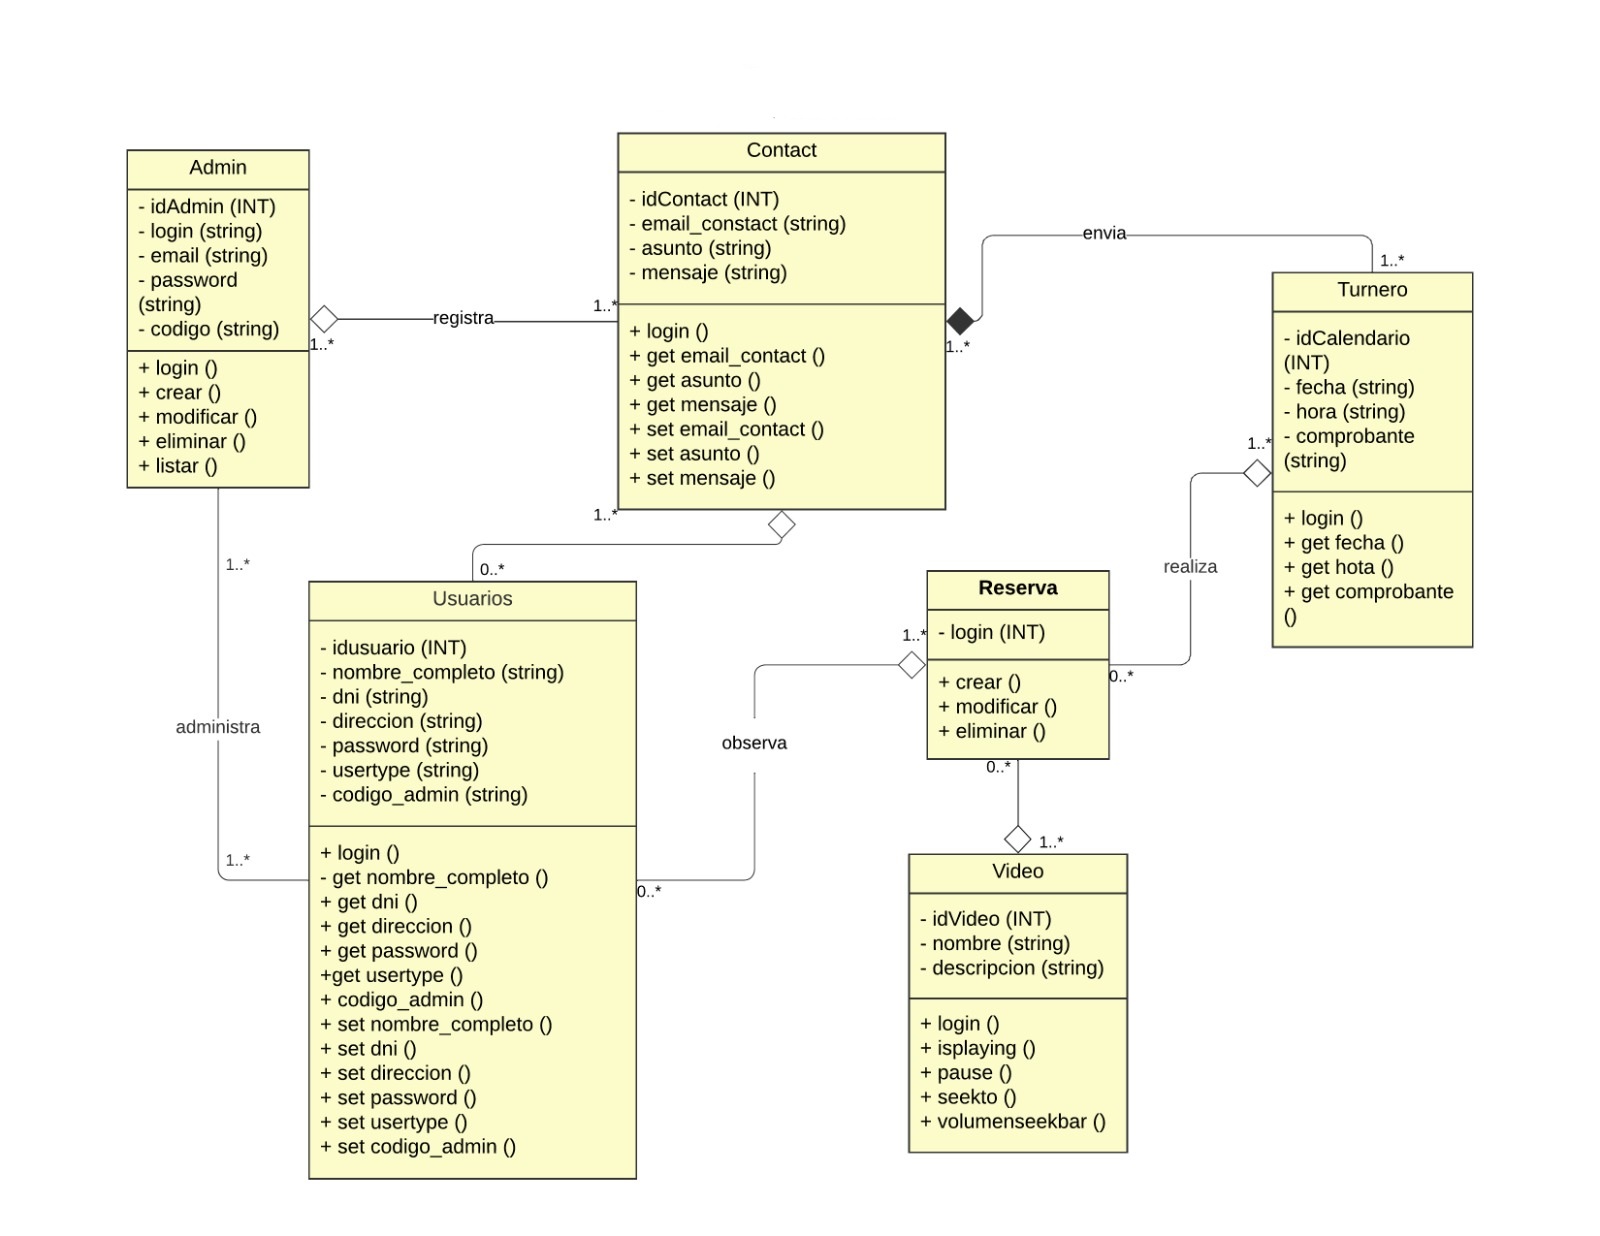 Admin
- idAdmin (INT)
- login (string)
- email (string)
- password
(string)
- codigo (string)
+ login ()
+ crear ()
+ modificar ()
+ eliminar ()
+ listar ()
1..*
registra
1..*
Contact
- idContact (INT)
- email_constact (string)
- asunto (string)
- mensaje (string)
+ login ()
+ get email_contact ()
+ get asunto ()
+ get mensaje ()
+ set email_contact ()
+ set asunto ()
+ set mensaje ()
1..*
envia
1..*
Turnero
- idCalendario
(INT)
- fecha (string)
- hora (string)
- comprobante
(string)
+ login ()
+ get fecha ()
+ get hota ()
+ get comprobante
()
1..*
realiza
0..*
1..*
0..*
1..*
administra
1..*
Usuarios
- idusuario (INT)
- nombre_completo (string)
- dni (string)
- direccion (string)
- password (string)
- usertype (string)
- codigo_admin (string)
+ login ()
- get nombre_completo ()
+ get dni ()
+ get direccion ()
+ get password ()
+get usertype ()
+ codigo_admin ()
+ set nombre_completo ()
+ set dni ()
+ set direccion ()
+ set password ()
+ set usertype ()
+ set codigo_admin ()
0..*
observa
1..*
Reserva
- login (INT)
+ crear ()
+ modificar ()
+ eliminar ()
0..*
1..*
Video
- idVideo (INT)
- nombre (string)
- descripcion (string)
+ login ()
+ isplaying ()
+ pause ()
+ seekto ()
+ volumenseekbar ()